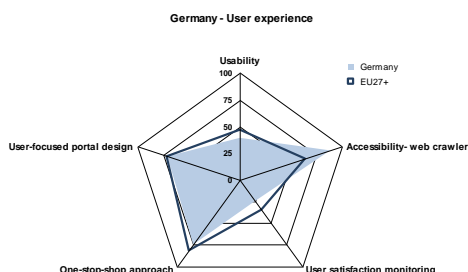 Germany - User experience
Usability
100
Germany
75
EU27+
50
User-focused portal design
Accessibility- web crawler
25
0
One-stop-shop approach
User satisfaction monitoring